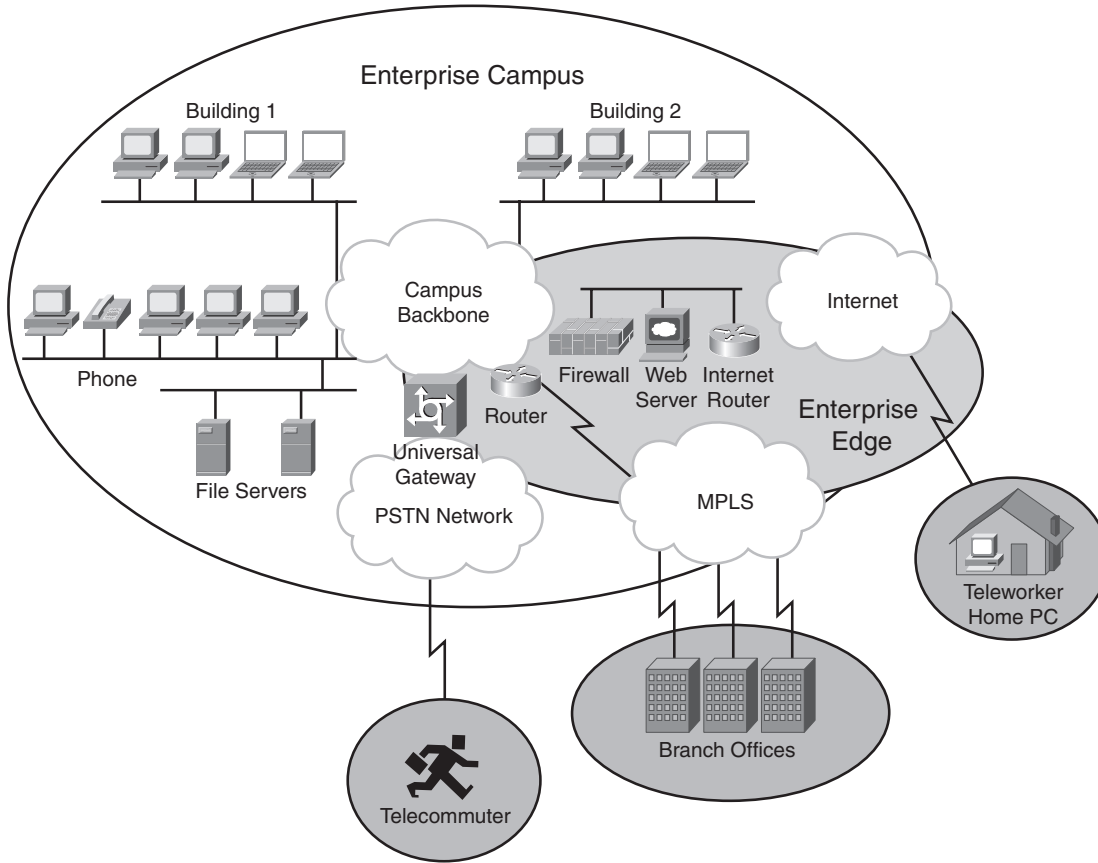 Enterprise Campus
Building 1
Building 2
Campus
Backbone
Internet
Phone
Firewall
Web
Server
Internet
Router
Router
Enterprise
Edge
Universal
Gateway
File Servers
PSTN Network
MPLS
Teleworker
Home PC
Branch Offices
Telecommuter